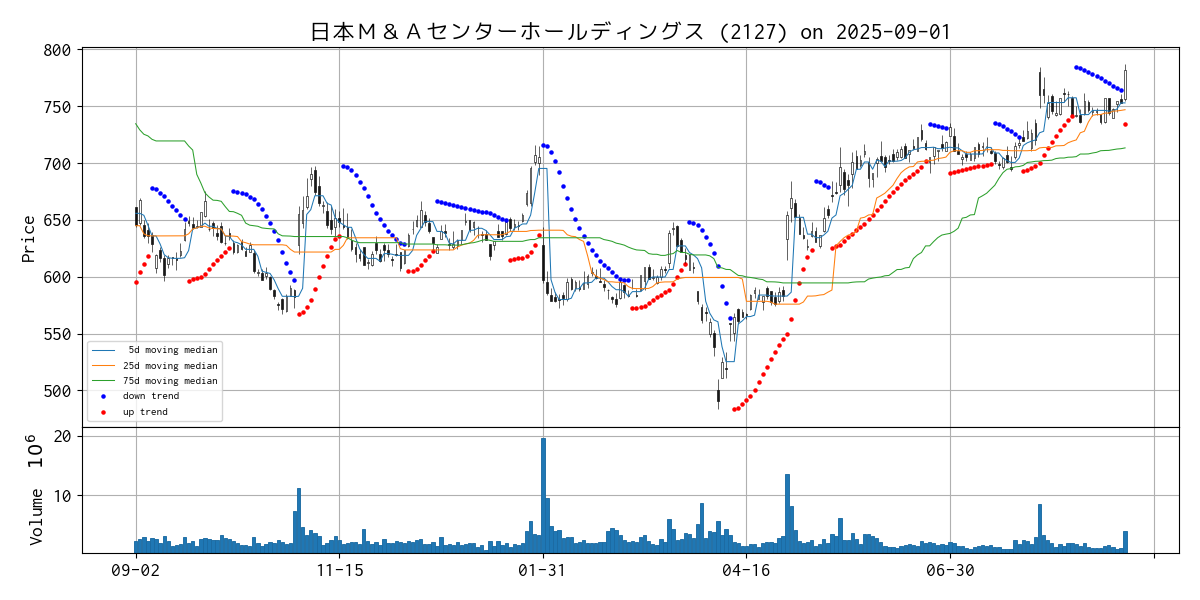 日本Ｍ＆Ａセンターホールディングス (2127) on 2025-09-01
800
750
700
650
600
550
500
Price
5d moving median
25d moving median
75d moving median
down trend
up trend
20
10
Volume 10⁶
09-02 11-15 01-31 04-16 06-30